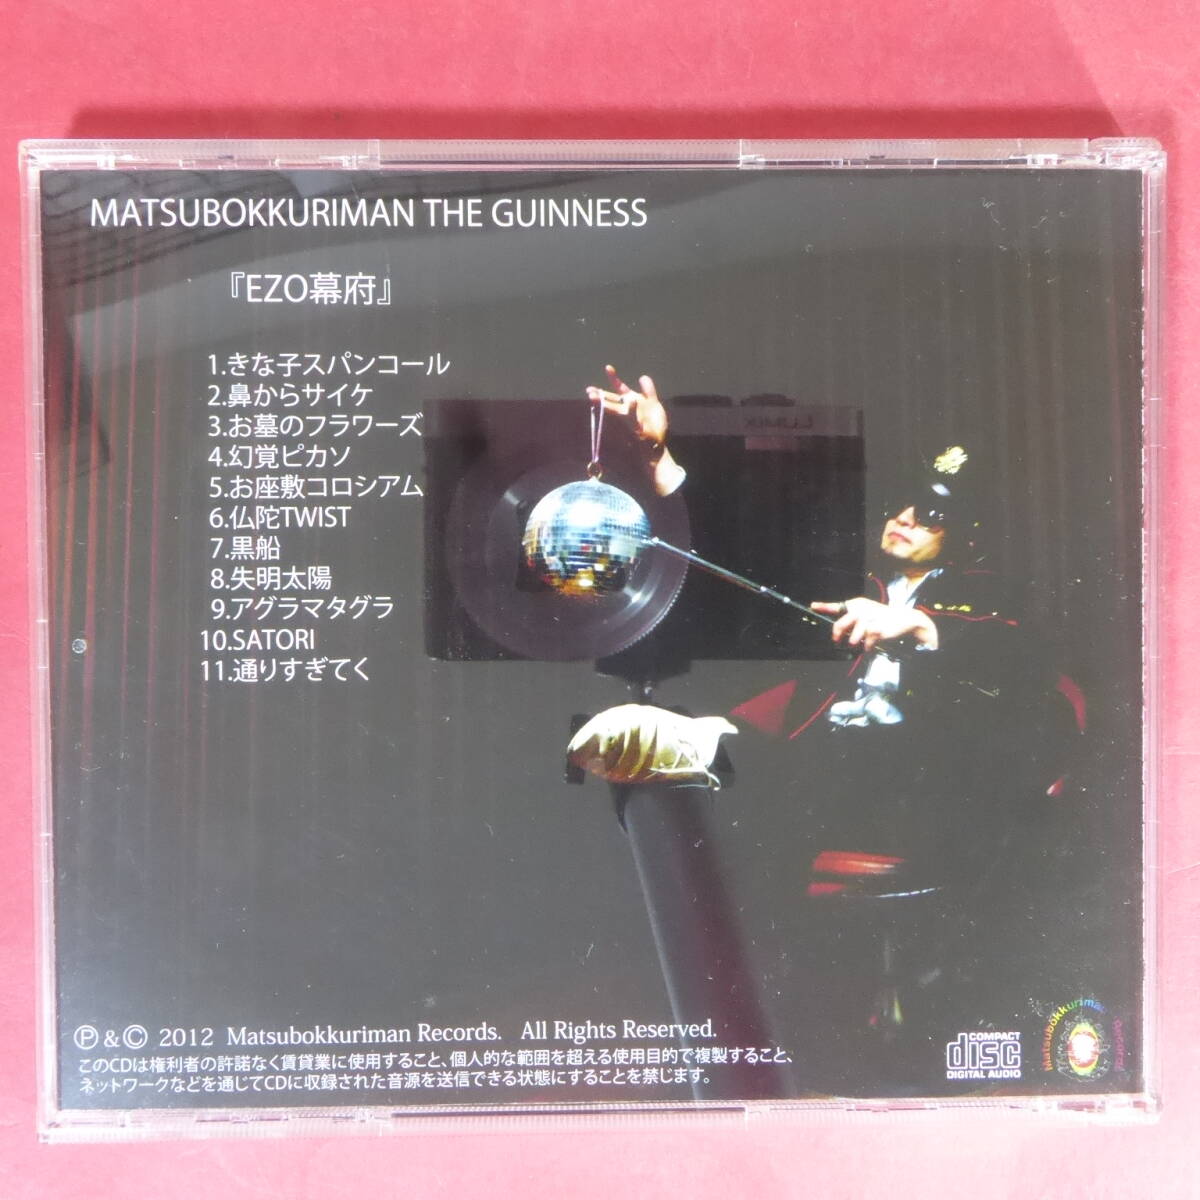 MATSUBOKKURIMAN THE GUINNESS
『EZO幕府』
1.きな子スパンコール
2.鼻からサイケ
3.お墓のフラワーズ
4.幻覚ピカソ
5.お座敷コロシアム
6.仏陀TWIST
7.黒船
8.失明太陽
9.アグラマタグラ
10.SATORI
11.通りすぎてく
LUMIX
Ⓟ & © 2012 Matsubokkuriman Records. All Rights Reserved.
このCDは権利者の許諾なく賃貸業に使用すること、個人的な範囲を超える使用目的で複製すること、
ネットワークなどを通じてCDに収録された音源を送信できる状態にすることを禁じます。
COMPACT
disc
DIGITAL AUDIO
Matsubokkuriman